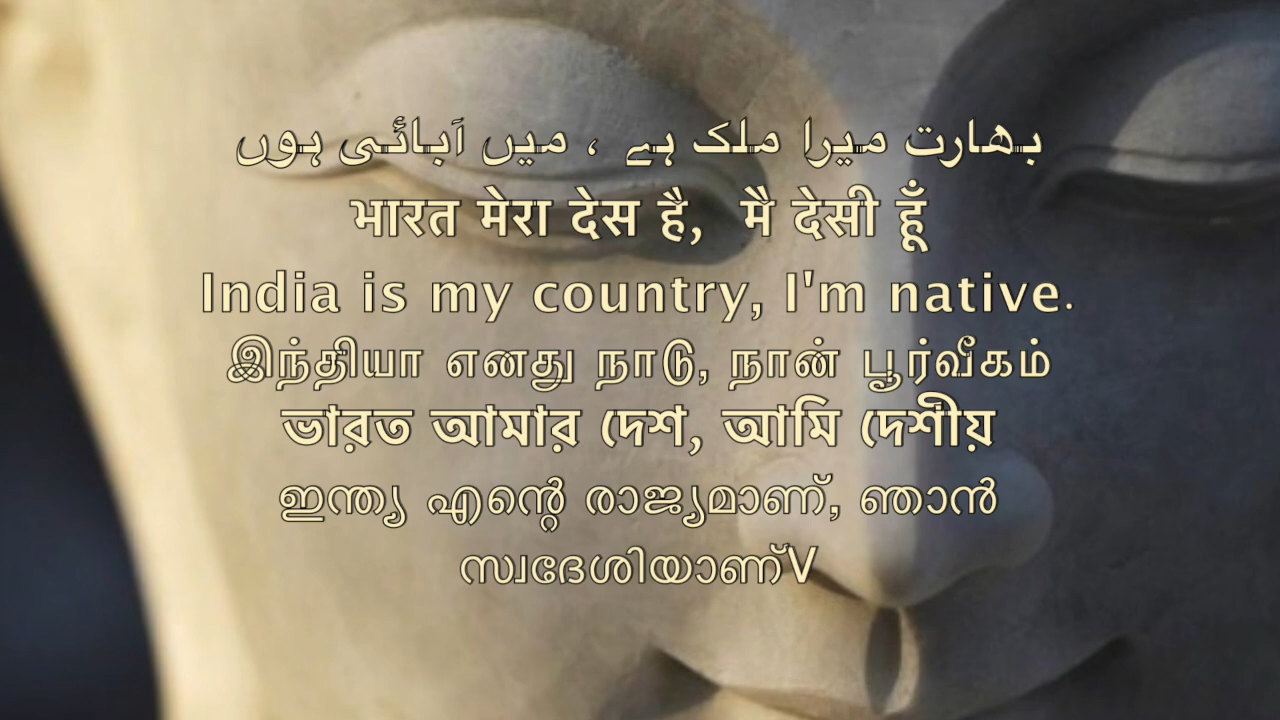 بھارت میرا ملک ہے ، میں آبائی ہوں
भारत मेरा देस है, मै देसी हूँ
India is my country, I'm native.
இந்தியா எனது நாடு, நான் பூர்வீகம்
ভারত আমার দেশ, আমি দেশীয়
ഇന്ത്യ എന്റെ രാജ്യമാണ്, ഞാൻ
സ്വദേശിയാണ്V